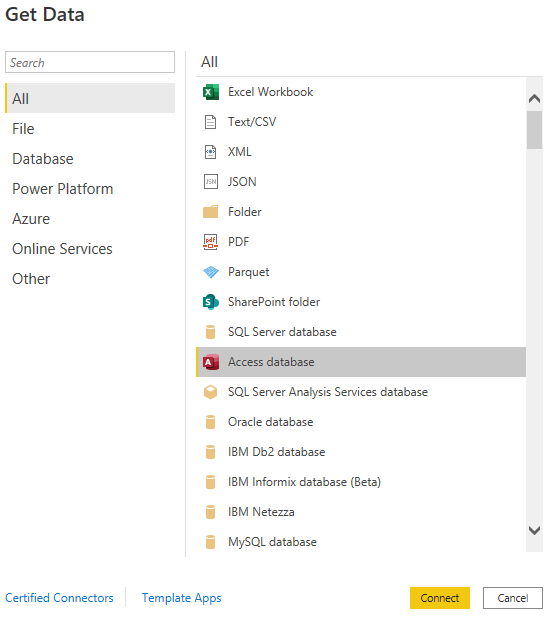 Get Data
Search
All
File
Database
Power Platform
Azure
Online Services
Other
All
Excel Workbook
Text/CSV
XML
JSON
Folder
PDF
Parquet
SharePoint folder
SQL Server database
Access database
SQL Server Analysis Services database
Oracle database
IBM Db2 database
IBM Informix database (Beta)
IBM Netezza
MySQL database
Certified Connectors
Template Apps
Connect
Cancel